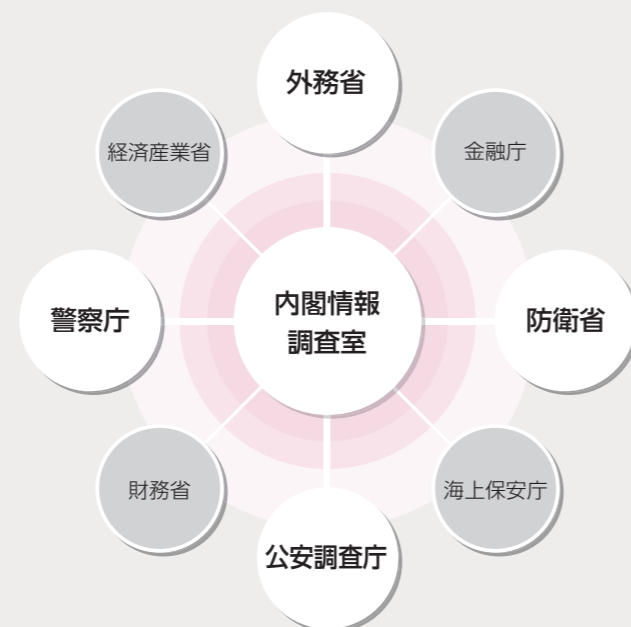 外務省
経済産業省
金融庁
警察庁
内閣情報
調査室
防衛省
財務省
海上保安庁
公安調査庁